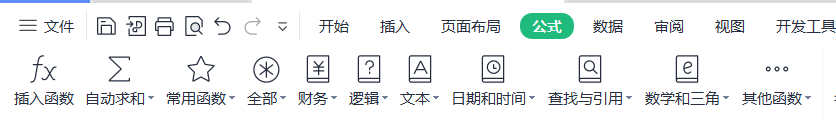 文件 开始 插入 页面布局 公式 数据 审阅 视图 开发工具
fx ∑ ¥ ? A e
插入函数 自动求和 常用函数 全部 财务 逻辑 文本 日期和时间 查找与引用 数学和三角 其他函数